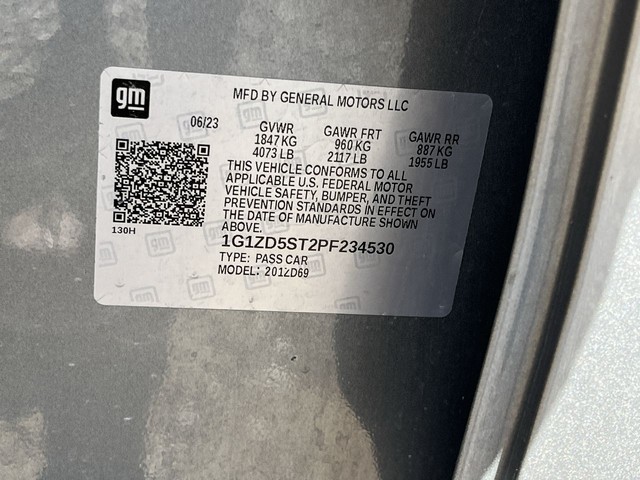 gm
MFD BY GENERAL MOTORS LLC
06/23 GVWR GAWR FRT GAWR RR
1847 KG 960 KG 887 KG
4073 LB 2117 LB 1955 LB
THIS VEHICLE CONFORMS TO ALL
APPLICABLE U.S. FEDERAL MOTOR
VEHICLE SAFETY, BUMPER, AND THEFT
PREVENTION STANDARDS IN EFFECT ON
THE DATE OF MANUFACTURE SHOWN
ABOVE.
130H
1G1ZD5ST2PF234530
TYPE: PASS CAR
MODEL: 201ZD69